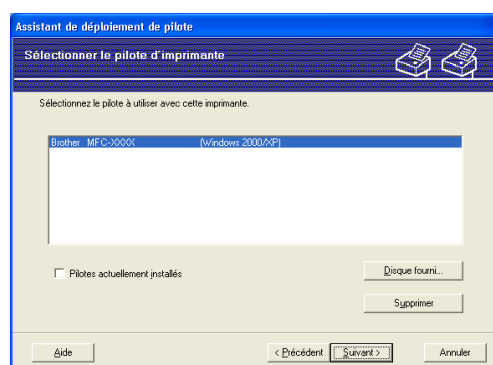 Assistant de déploiement de pilote
Sélectionner le pilote d'imprimante
Sélectionnez le pilote à utiliser avec cette imprimante.
Brother MFC-XXXX (Windows 2000/XP)
Pilotes actuellement installés
Disque fourni...
Supprimer
Aide
< Précédent
Suivant >
Annuler